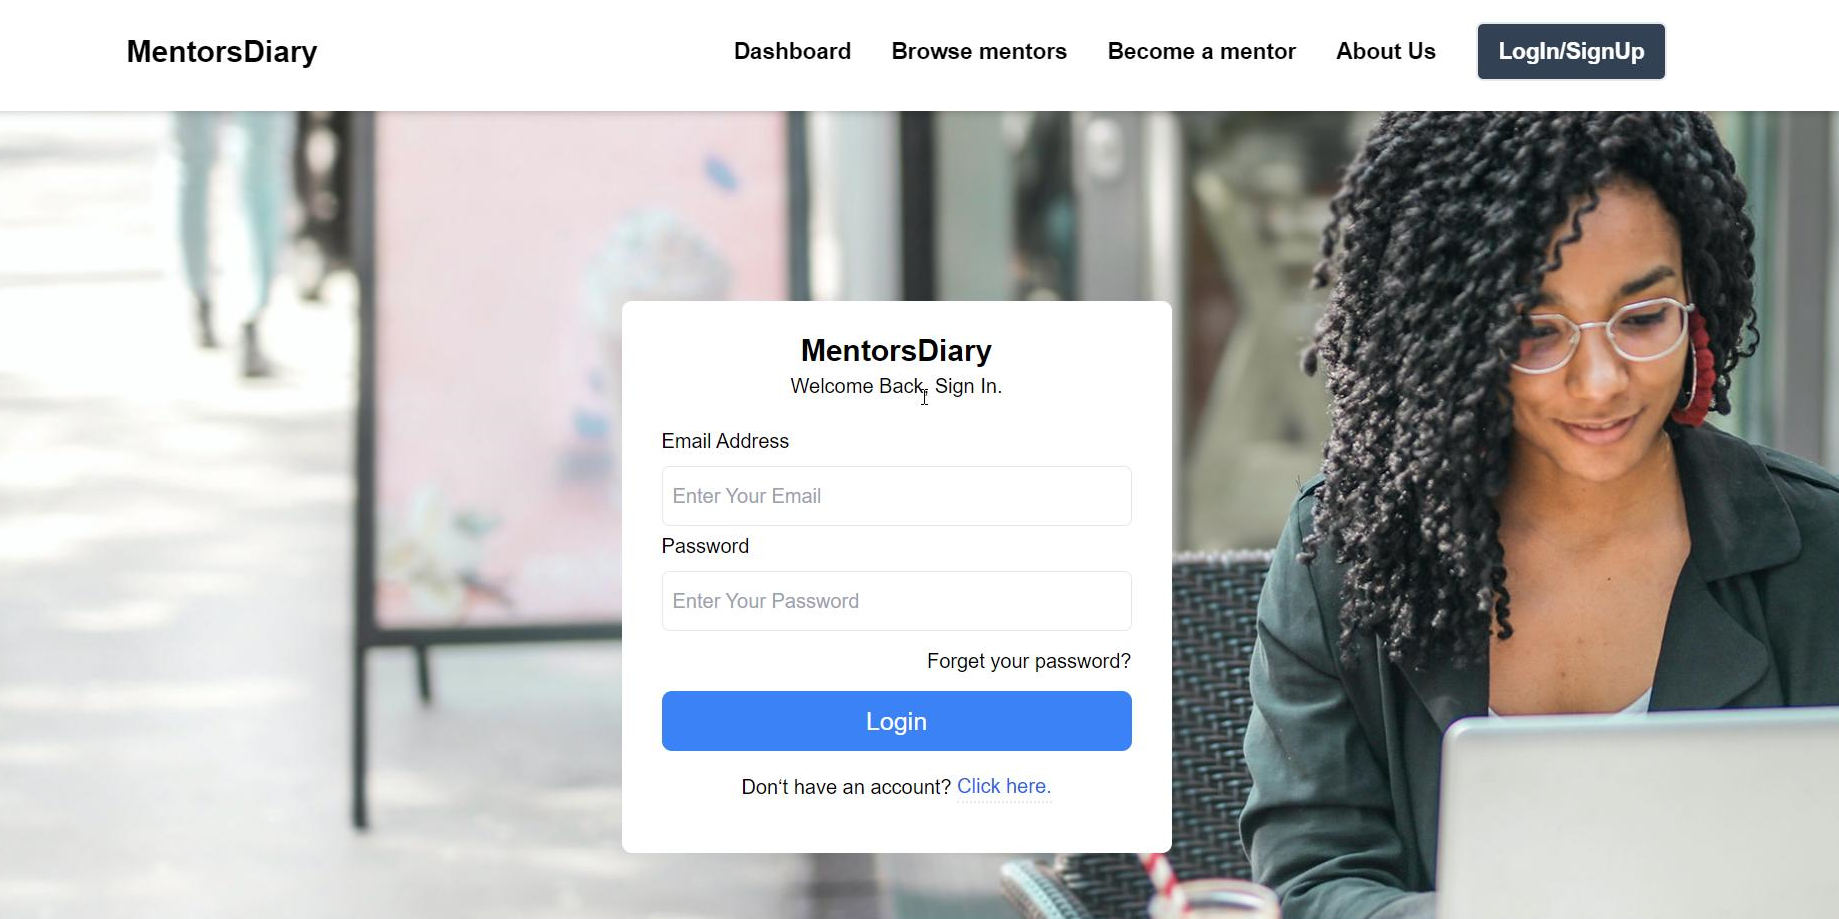 MentorsDiary
Dashboard Browse mentors Become a mentor About Us LogIn/SignUp
MentorsDiary
Welcome Back, Sign In.
Email Address
Enter Your Email
Password
Enter Your Password
Forget your password?
Login
Don‘t have an account? Click here.